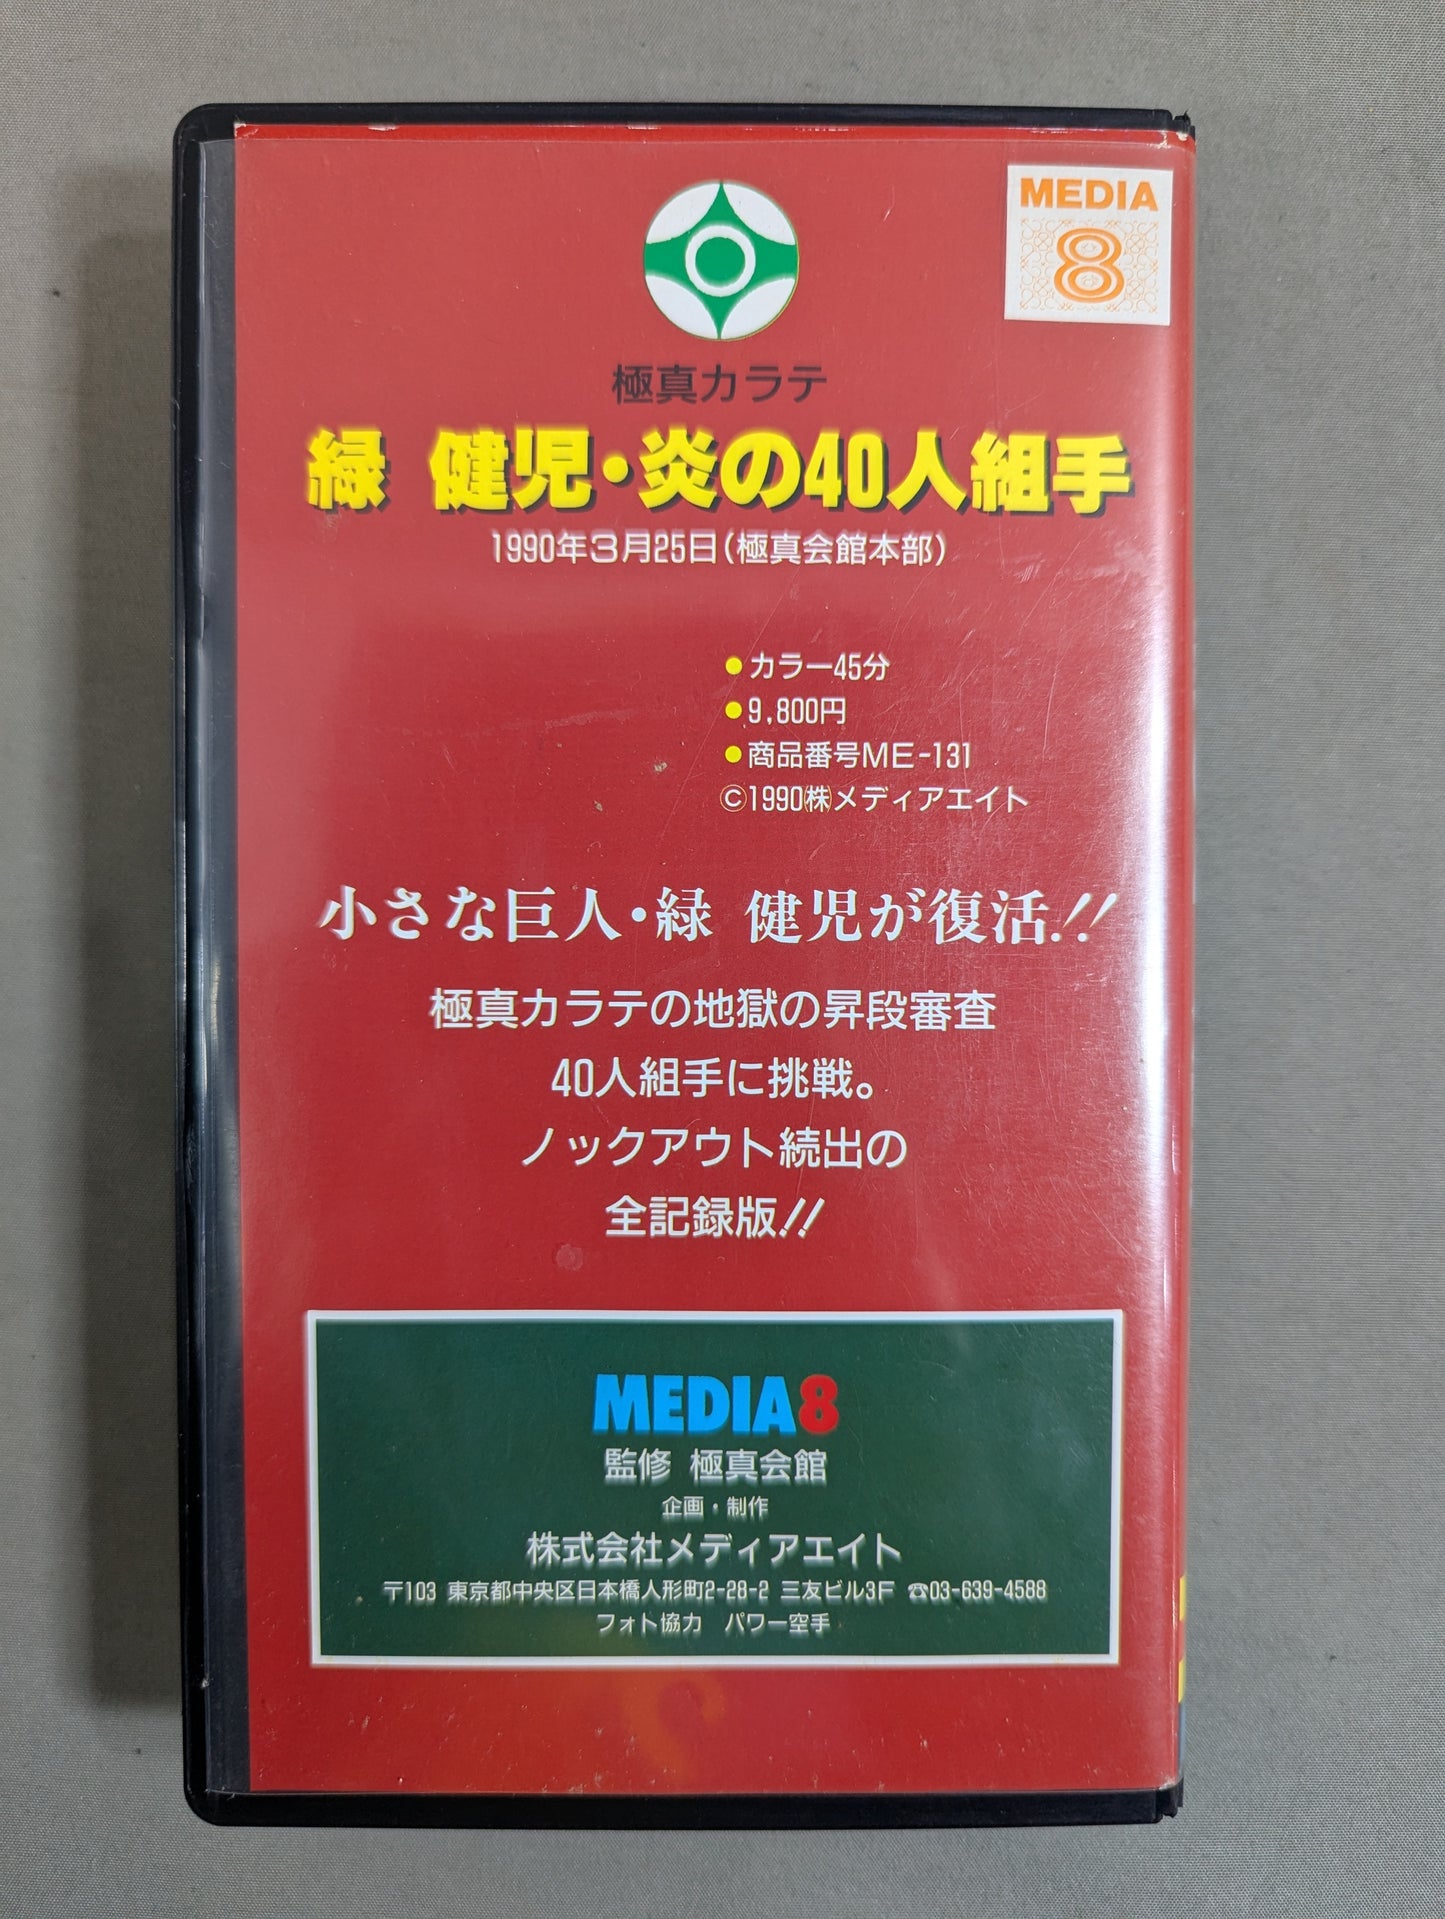 MEDIA
8
極真カラテ
緑 健児・炎の40人組手
1990年3月25日(極真会館本部)
●カラー45分
●9,800円
●商品番号ME-131
©1990㈱メディアエイト
小さな巨人・緑 健児が復活!!
極真カラテの地獄の昇段審査
40人組手に挑戦。
ノックアウト続出の
全記録版!!
MEDIA8
監修 極真会館
企画・制作
株式会社メディアエイト
〒103 東京都中央区日本橋人形町2-28-2 三友ビル3F ☎03-639-4588
フォト協力 パワー空手